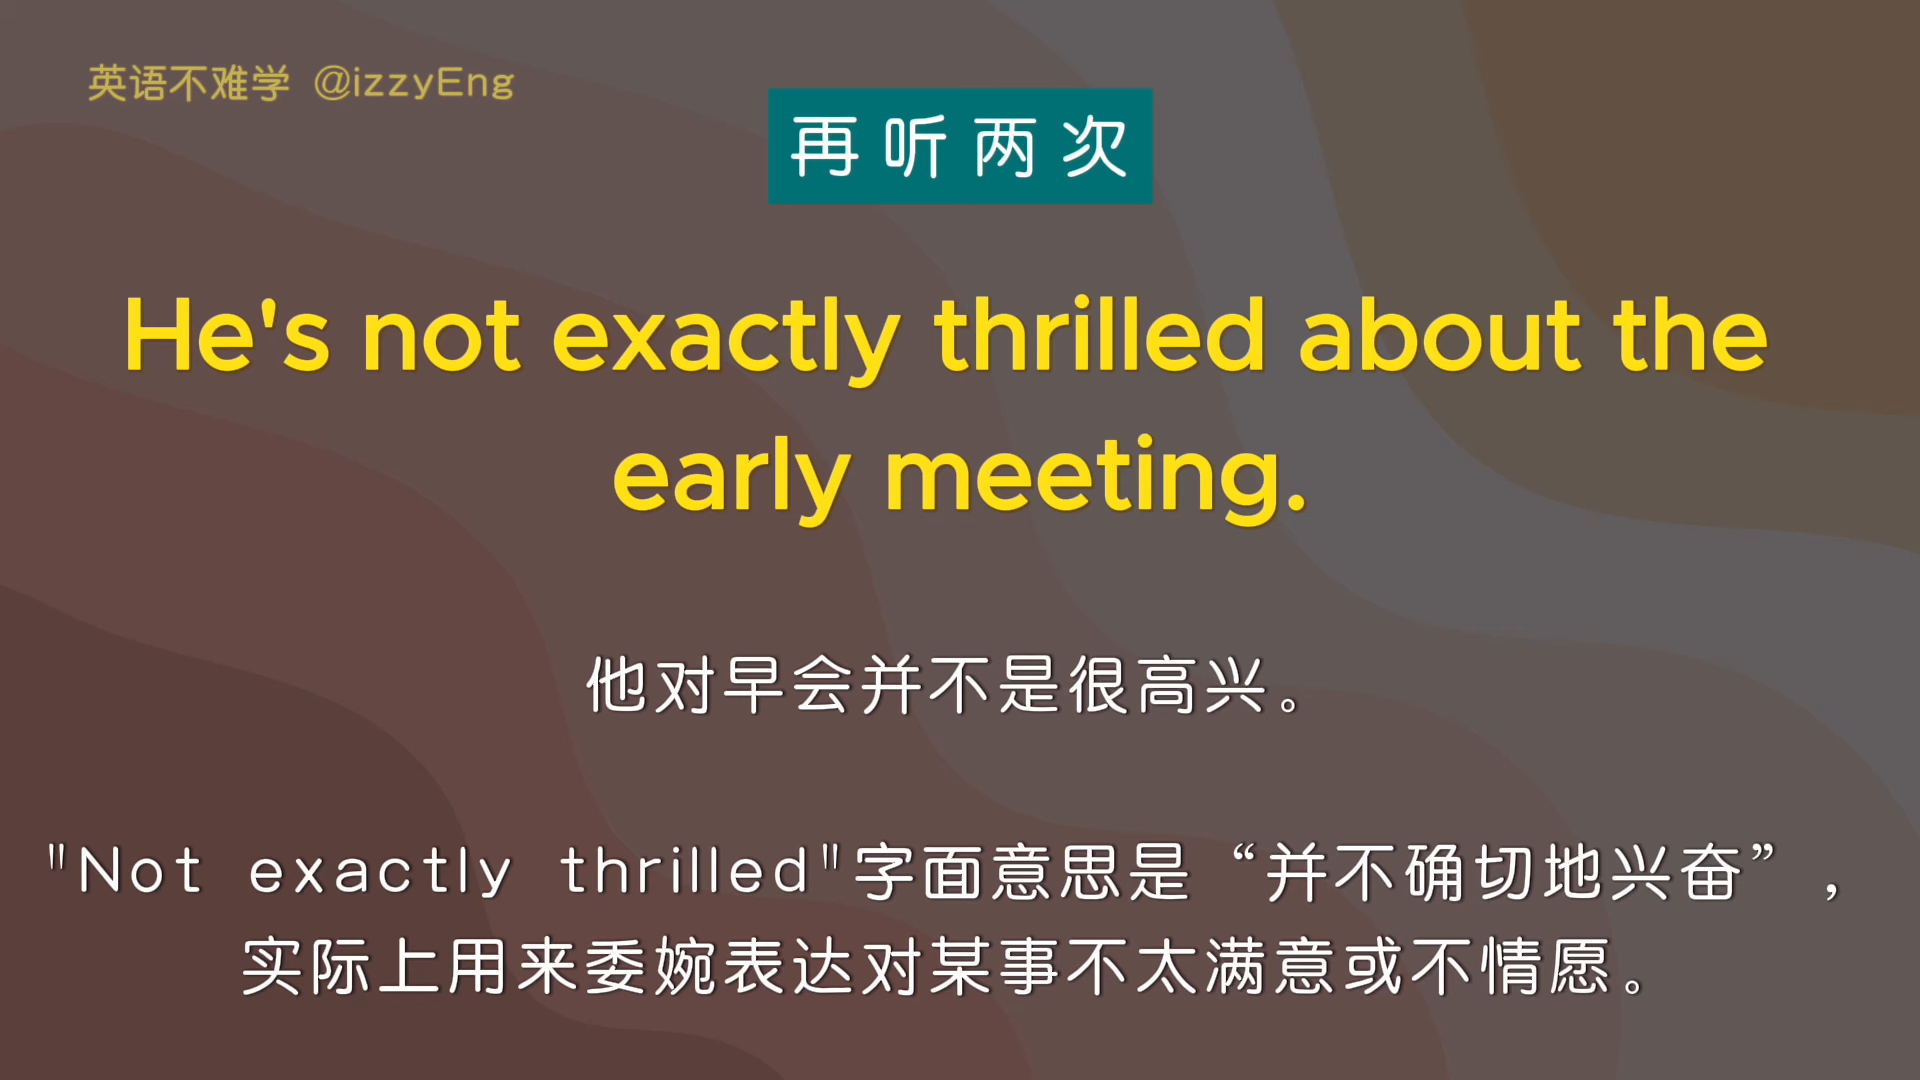 英语不难学 @izzyEng
再听两次
He's not exactly thrilled about the
early meeting.
他对早会并不是很高兴。
"Not exactly thrilled"字面意思是“并不确切地兴奋”，
实际上用来委婉表达对某事不太满意或不情愿。